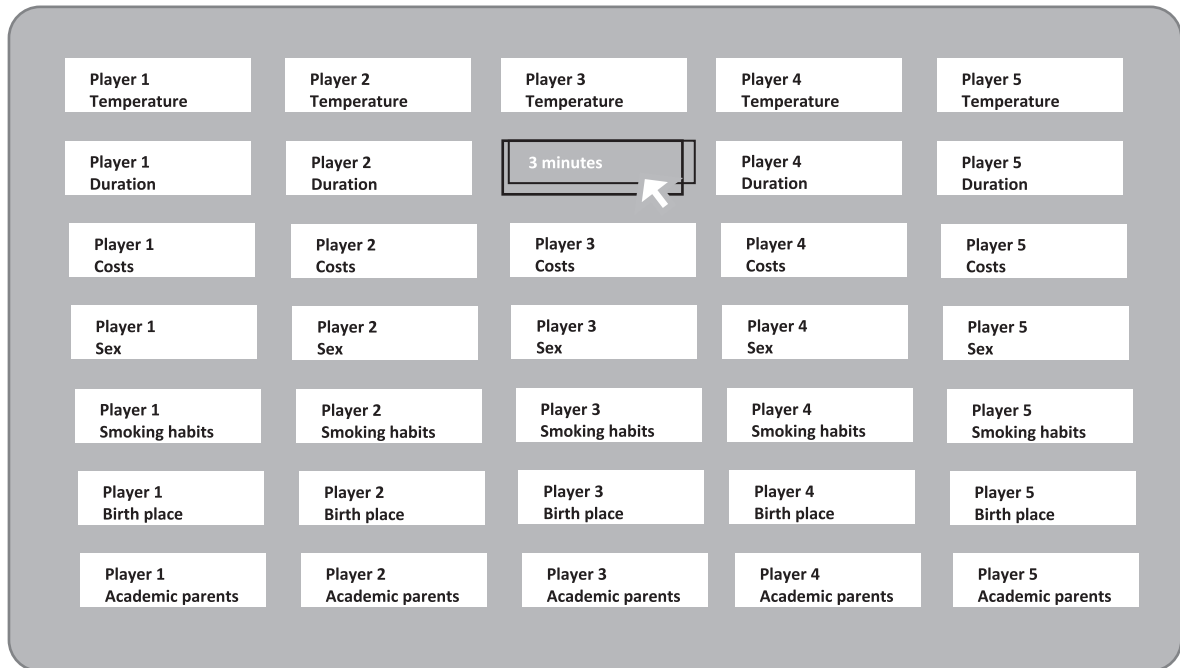 Player 1
Temperature
Player 2
Temperature
Player 3
Temperature
Player 4
Temperature
Player 5
Temperature
Player 1
Duration
Player 2
Duration
3 minutes
Player 4
Duration
Player 5
Duration
Player 1
Costs
Player 2
Costs
Player 3
Costs
Player 4
Costs
Player 5
Costs
Player 1
Sex
Player 2
Sex
Player 3
Sex
Player 4
Sex
Player 5
Sex
Player 1
Smoking habits
Player 2
Smoking habits
Player 3
Smoking habits
Player 4
Smoking habits
Player 5
Smoking habits
Player 1
Birth place
Player 2
Birth place
Player 3
Birth place
Player 4
Birth place
Player 5
Birth place
Player 1
Academic parents
Player 2
Academic parents
Player 3
Academic parents
Player 4
Academic parents
Player 5
Academic parents